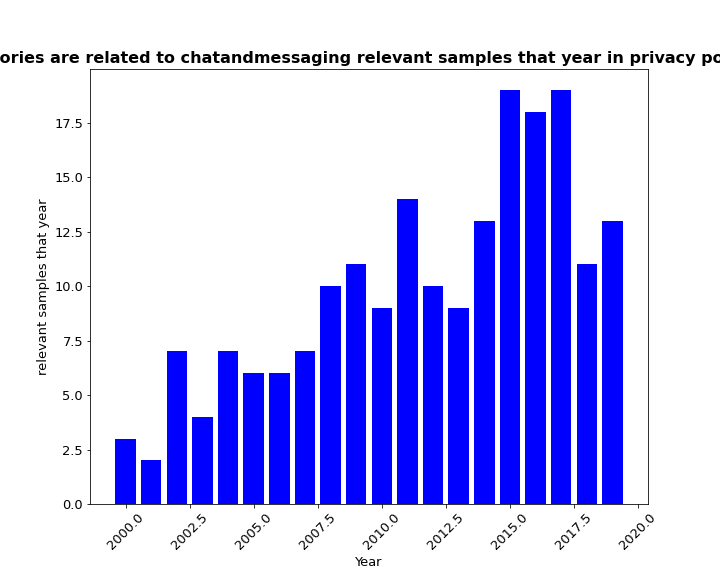 ories are related to chatandmessaging relevant samples that year in privacy po
17.5
15.0
12.5
10.0
7.5
5.0
2.5
0.0
relevant samples that year
2000.0 2002.5 2005.0 2007.5 2010.0 2012.5 2015.0 2017.5 2020.0
Year